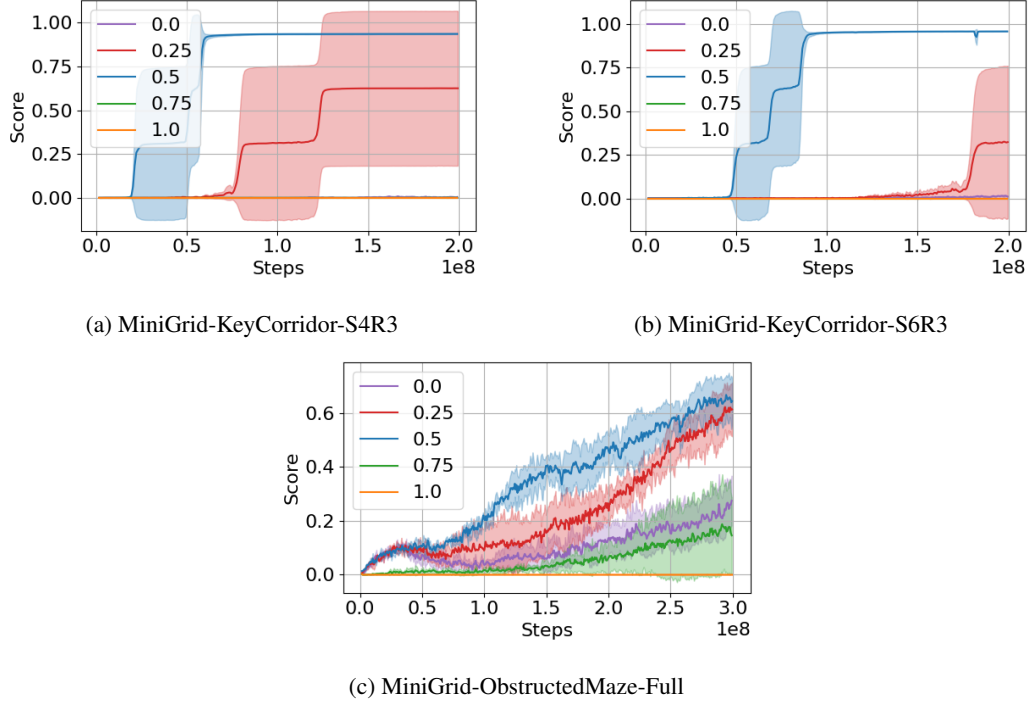 1.00
0.75
0.50
0.25
0.00
Score
0.0
0.25
0.5
0.75
1.0
0.0 0.5 1.0 1.5 2.0
Steps 1e8
(a) MiniGrid-KeyCorridor-S4R3
1.00
0.75
0.50
0.25
0.00
Score
0.0
0.25
0.5
0.75
1.0
0.0 0.5 1.0 1.5 2.0
Steps 1e8
(b) MiniGrid-KeyCorridor-S6R3
0.6
0.4
0.2
0.0
Score
0.0
0.25
0.5
0.75
1.0
0.0 0.5 1.0 1.5 2.0 2.5 3.0
Steps 1e8
(c) MiniGrid-ObstructedMaze-Full